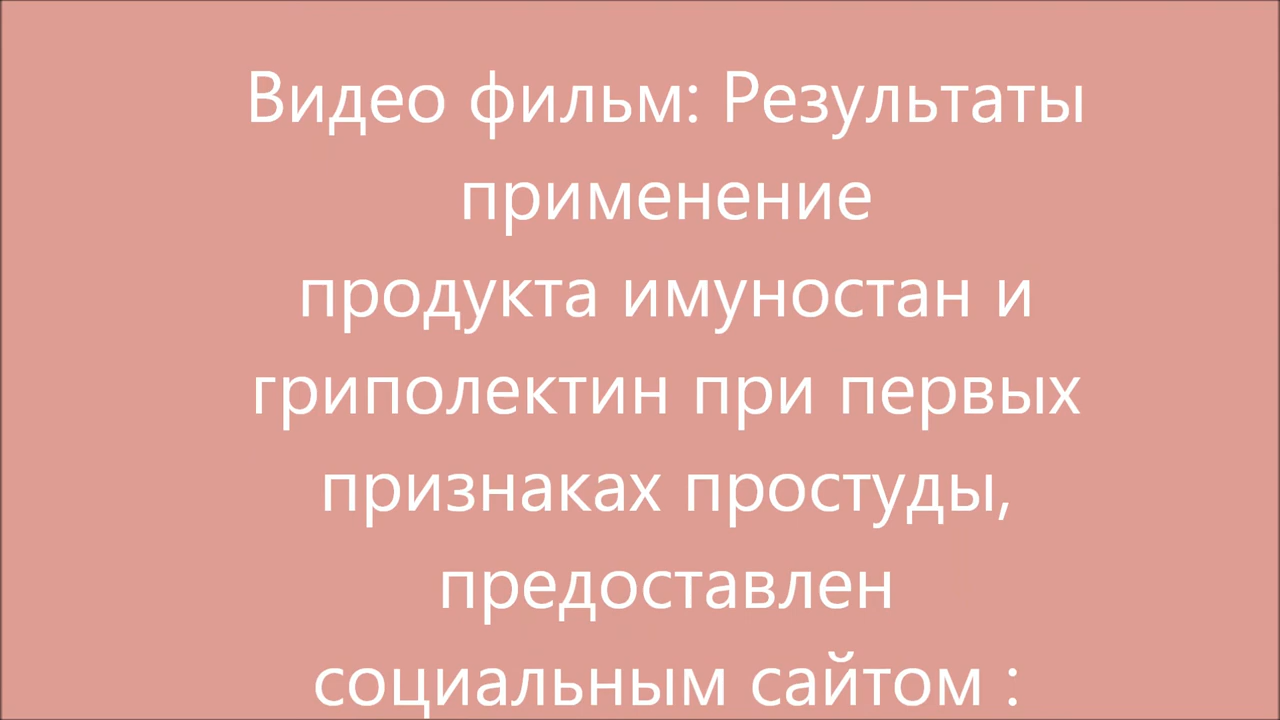 Видео фильм: Результаты
применение
продукта имуностан и
гриполектин при первых
признаках простуды,
предоставлен
социальным сайтом :